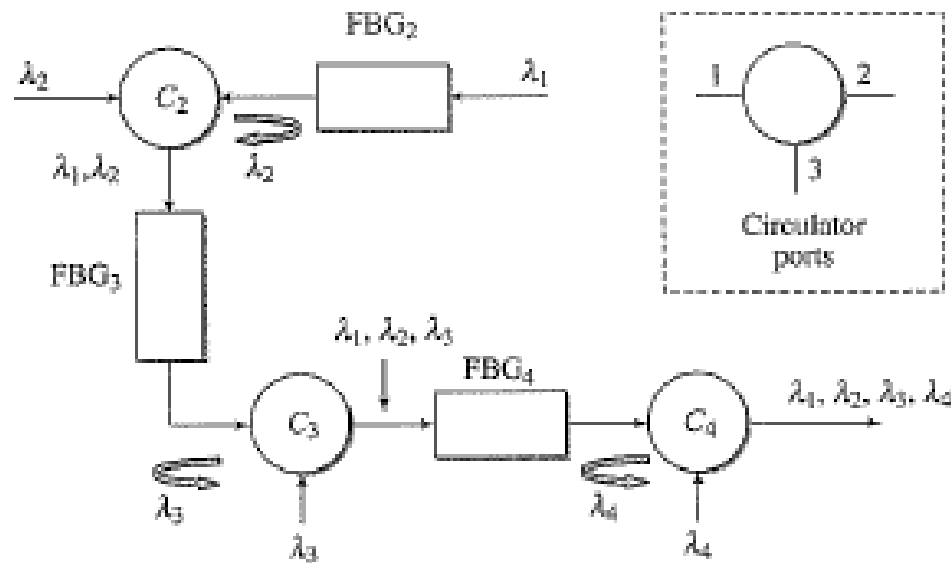 FBG₂
λ₂
C₂
λ₁
λ₁,λ₂
λ₂
1
2
3
Circulator
ports
FBG₃
λ₁, λ₂, λ₃
FBG₄
C₃
C₄
λ₁, λ₂, λ₃, λ₄
λ₃
λ₄
λ₃
λ₄